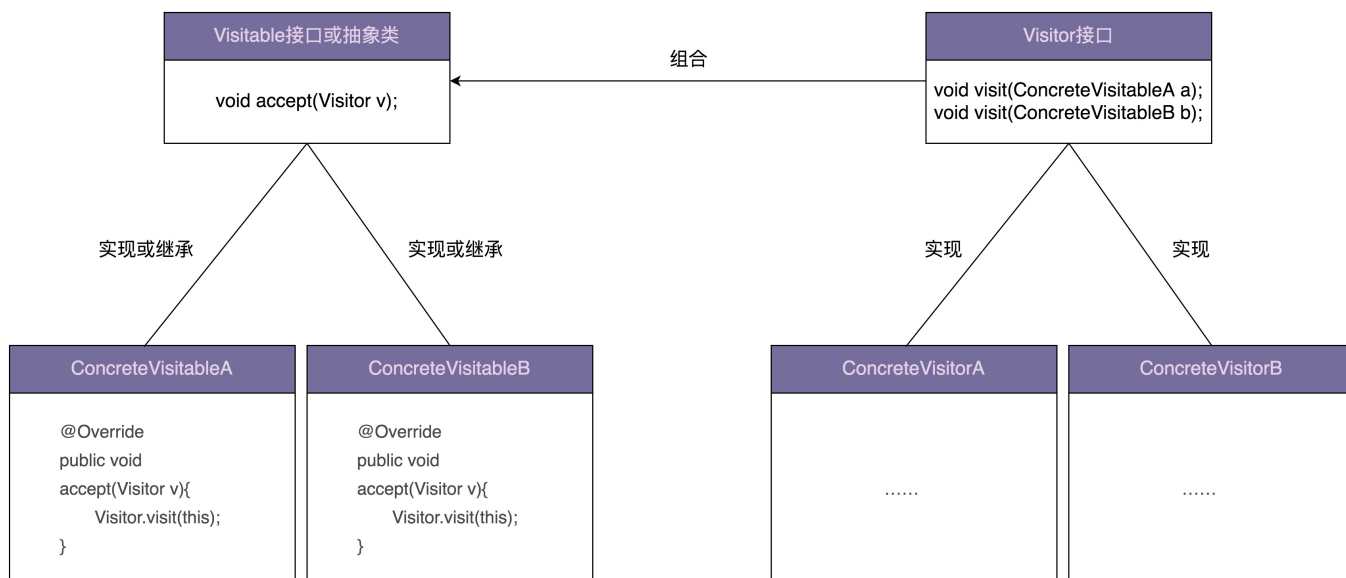 Visitable接口或抽象类
void accept(Visitor v);
组合
Visitor接口
void visit(ConcreteVisitableA a);
void visit(ConcreteVisitableB b);
实现或继承
实现或继承
实现
实现
ConcreteVisitableA
@Override
public void
accept(Visitor v){
Visitor.visit(this);
}
ConcreteVisitableB
@Override
public void
accept(Visitor v){
Visitor.visit(this);
}
ConcreteVisitorA
……
ConcreteVisitorB
……